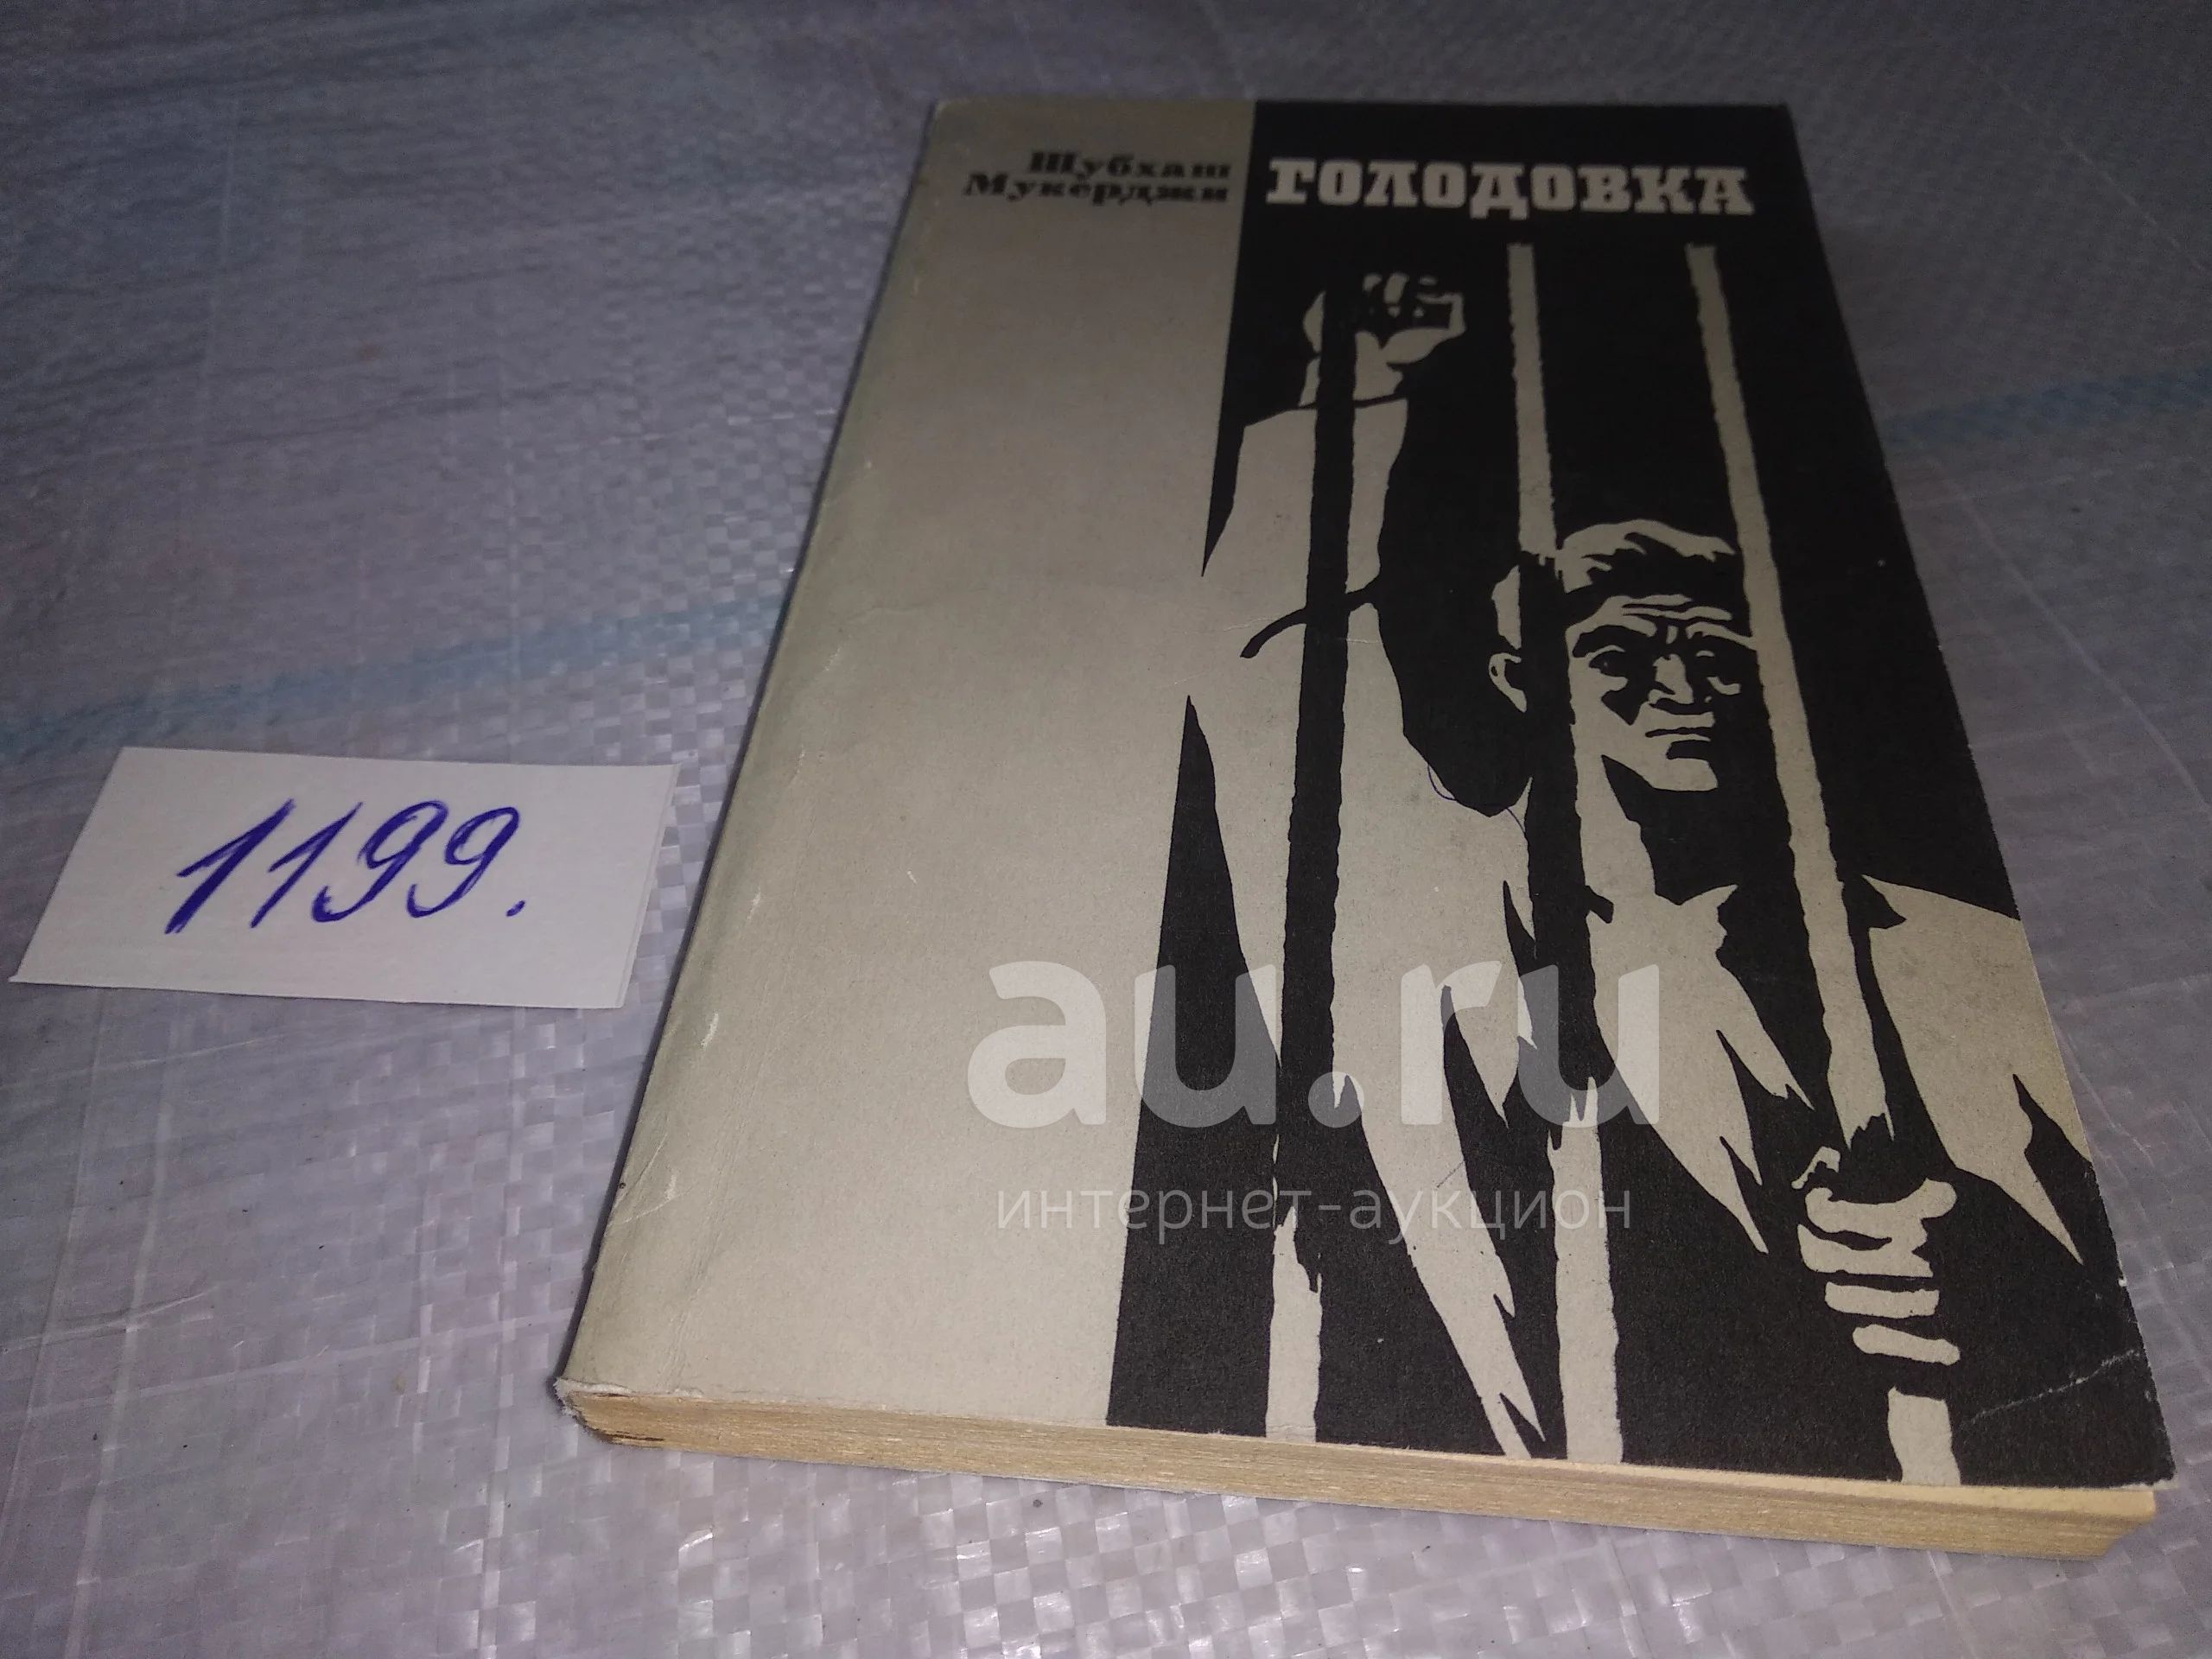 Шубхаш
Мукерджи
ГОЛОДОВКА
1199.
au.ru
интернет-аукцион